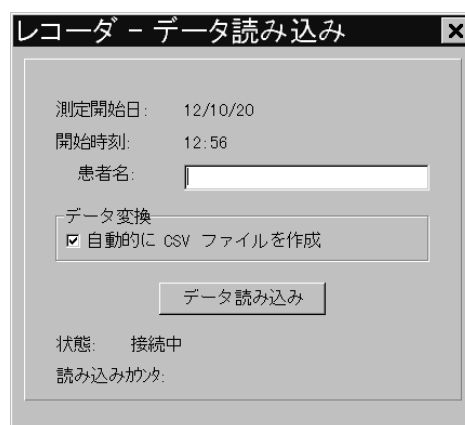 レコーダ － データ読み込み
測定開始日: 12/10/20
開始時刻: 12:56
患者名:
データ変換
自動的に CSV ファイルを作成
データ読み込み
状態: 接続中
読み込みｶｳﾝﾀ: